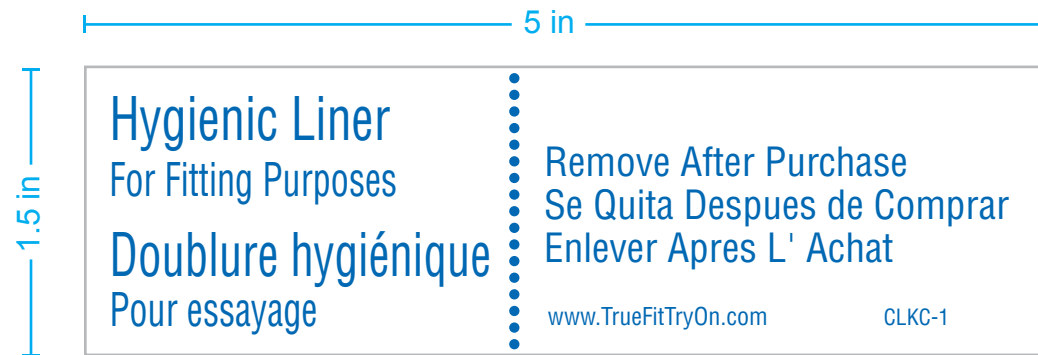 5 in
1.5 in
Hygienic Liner
For Fitting Purposes
Doublure hygiénique
Pour essayage
Remove After Purchase
Se Quita Despues de Comprar
Enlever Apres L' Achat
www.TrueFitTryOn.com
CLKC-1